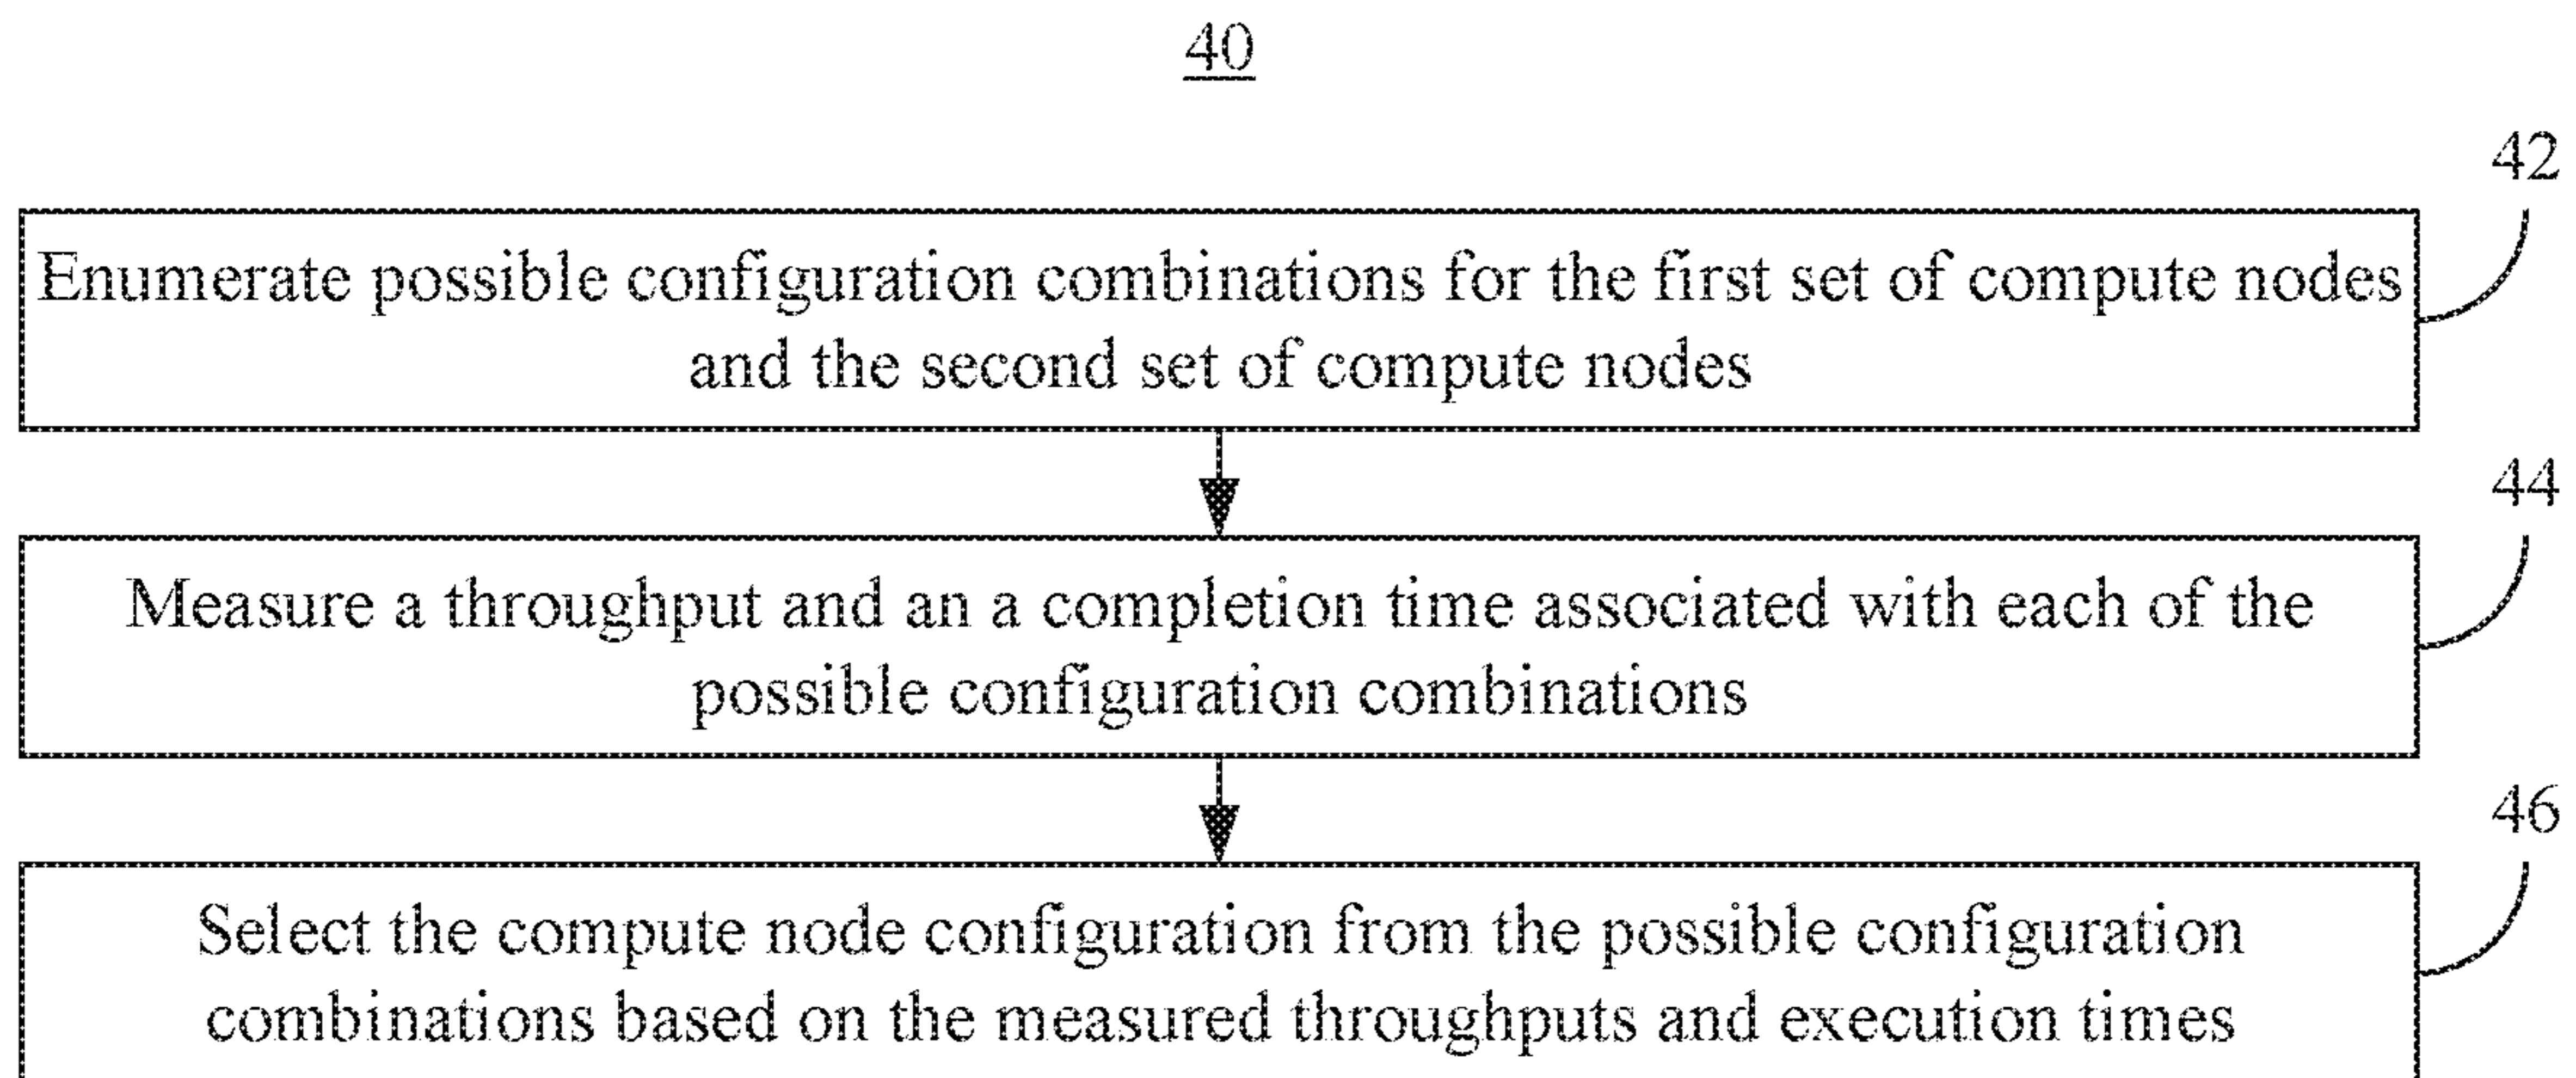 40
42
Enumerate possible configuration combinations for the first set of compute nodes
and the second set of compute nodes
44
Measure a throughput and an a completion time associated with each of the
possible configuration combinations
46
Select the compute node configuration from the possible configuration
combinations based on the measured throughputs and execution times